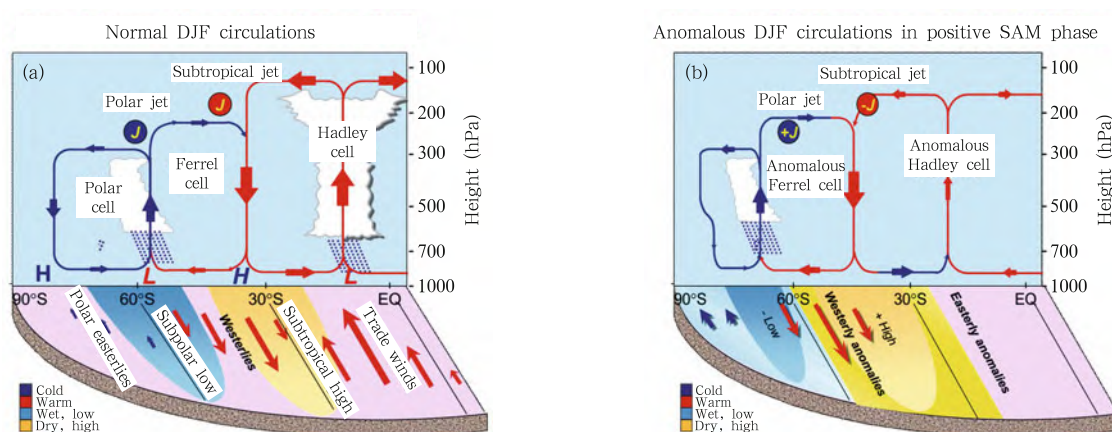 Normal DJF circulations
(a)
Subtropical jet
Polar jet
J
J
Hadley
cell
Ferrel
cell
Polar
cell
100
200
300
500
700
1000
Height (hPa)
H
L
H
L
90°S
60°S
30°S
EQ
Polar easterlies
Subpolar low
Westerlies
Subtropical high
Trade winds
Cold
Warm
Wet, low
Dry, high
Anomalous DJF circulations in positive SAM phase
(b)
Subtropical jet
Polar jet
-J
+J
Anomalous
Hadley cell
Anomalous
Ferrel cell
100
200
300
500
700
1000
Height (hPa)
90°S
60°S
30°S
EQ
- Low
Westerly anomalies
+ High
Easterly anomalies
Cold
Warm
Wet, low
Dry, high